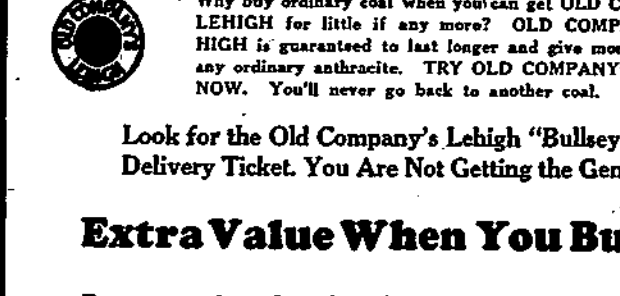 OLD COMPANY'S
LEHIGH
Why buy ordinary coal when you can get OLD C
LEHIGH for little if any more? OLD COMP
HIGH is guaranteed to last longer and give mo
any ordinary anthracite. TRY OLD COMPANY
NOW. You'll never go back to another coal.
Look for the Old Company's Lehigh "Bullsey
Delivery Ticket. You Are Not Getting the Gen
Extra Value When You Bu